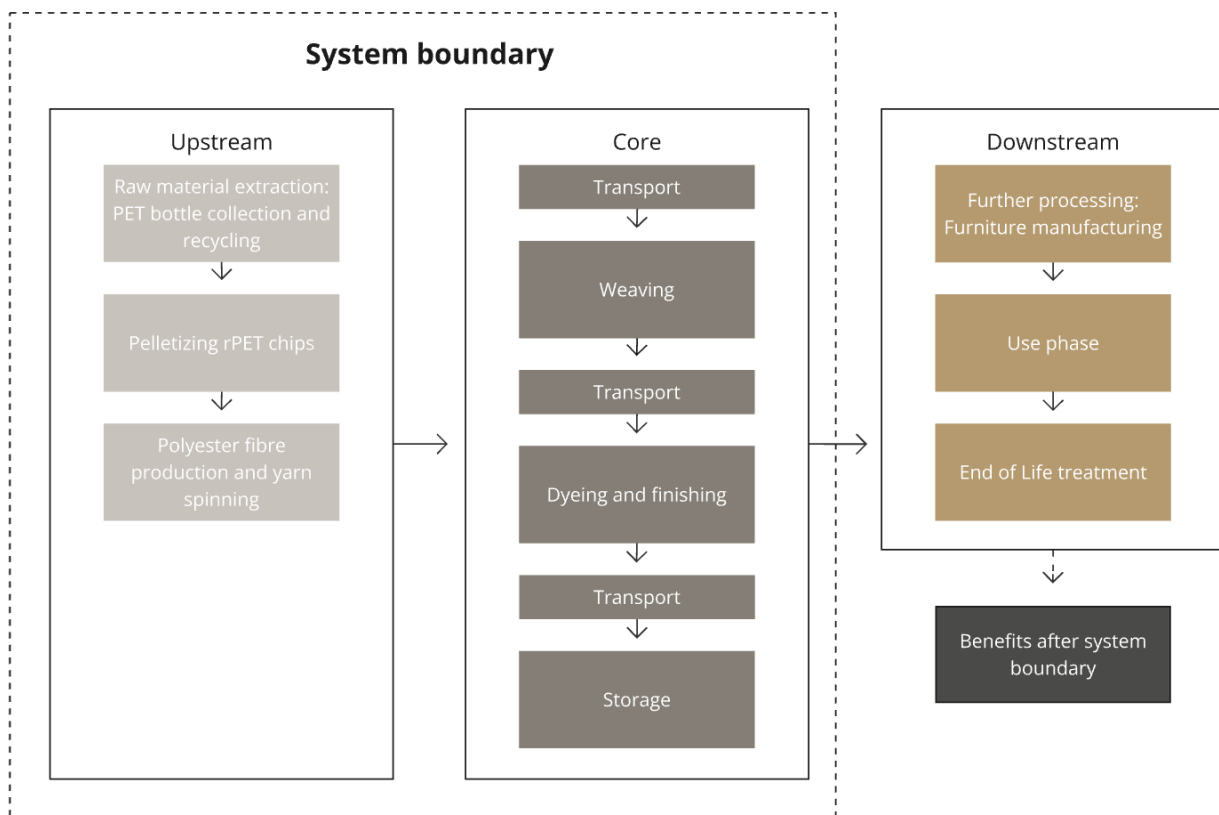 System boundary
Upstream
Raw material extraction:
PET bottle collection and
recycling
Pelletizing rPET chips
Polyester fibre
production and yarn
spinning
Core
Transport
Weaving
Transport
Dyeing and finishing
Transport
Storage
Downstream
Further processing:
Furniture manufacturing
Use phase
End of Life treatment
Benefits after system
boundary